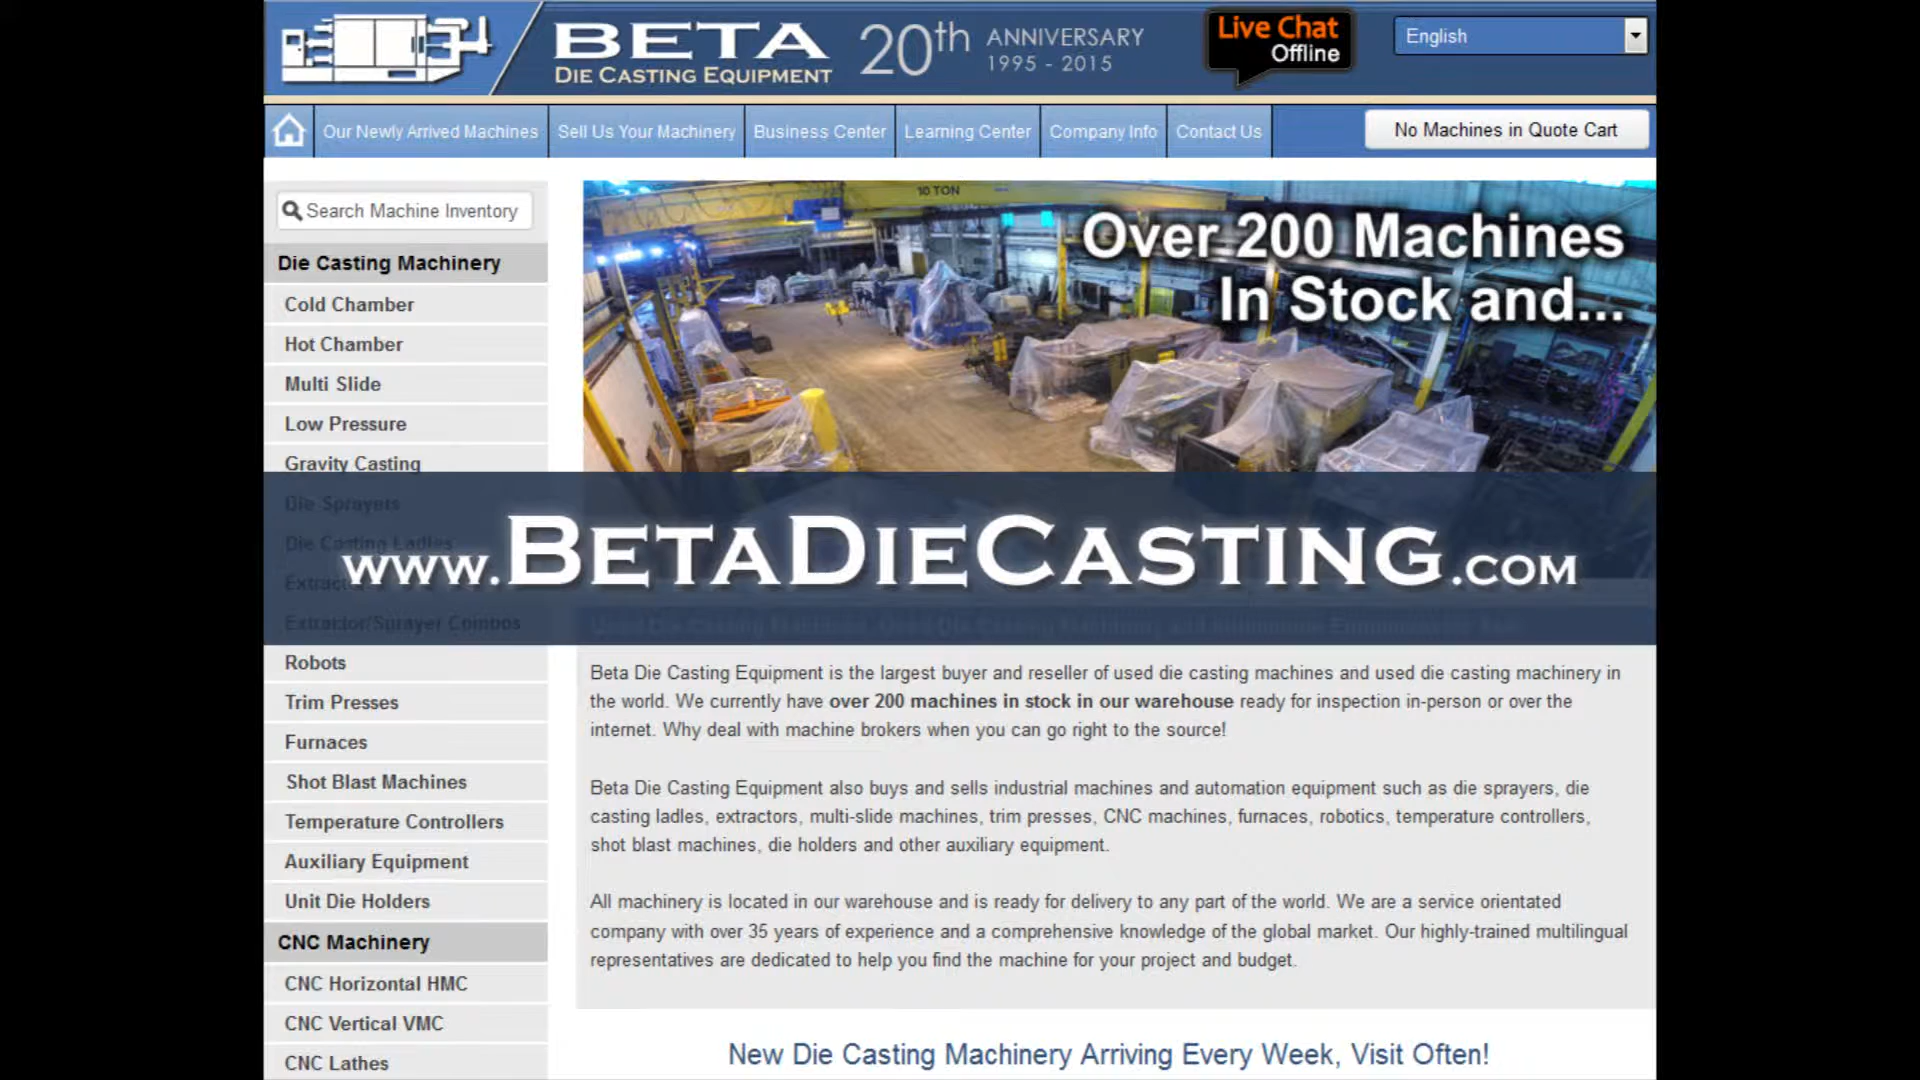 BETA
DIE CASTING EQUIPMENT
20th ANNIVERSARY
1995 - 2015
Live Chat
Offline
English
Our Newly Arrived Machines
Sell Us Your Machinery
Business Center
Learning Center
Company Info
Contact Us
No Machines in Quote Cart
Search Machine Inventory
Die Casting Machinery
Cold Chamber
Hot Chamber
Multi Slide
Low Pressure
Gravity Casting
Die Sprayers
Die Casting Ladles
Extractor/Sprayer Combos
Robots
Trim Presses
Furnaces
Shot Blast Machines
Temperature Controllers
Auxiliary Equipment
Unit Die Holders
CNC Machinery
CNC Horizontal HMC
CNC Vertical VMC
CNC Lathes
10 TON
Over 200 Machines
In Stock and...
www.BetaDieCasting.com
Beta Die Casting Equipment is the largest buyer and reseller of used die casting machines and used die casting machinery in
the world. We currently have over 200 machines in stock in our warehouse ready for inspection in-person or over the
internet. Why deal with machine brokers when you can go right to the source!
Beta Die Casting Equipment also buys and sells industrial machines and automation equipment such as die sprayers, die
casting ladles, extractors, multi-slide machines, trim presses, CNC machines, furnaces, robotics, temperature controllers,
shot blast machines, die holders and other auxiliary equipment.
All machinery is located in our warehouse and is ready for delivery to any part of the world. We are a service orientated
company with over 35 years of experience and a comprehensive knowledge of the global market. Our highly-trained multilingual
representatives are dedicated to help you find the machine for your project and budget.
New Die Casting Machinery Arriving Every Week, Visit Often!